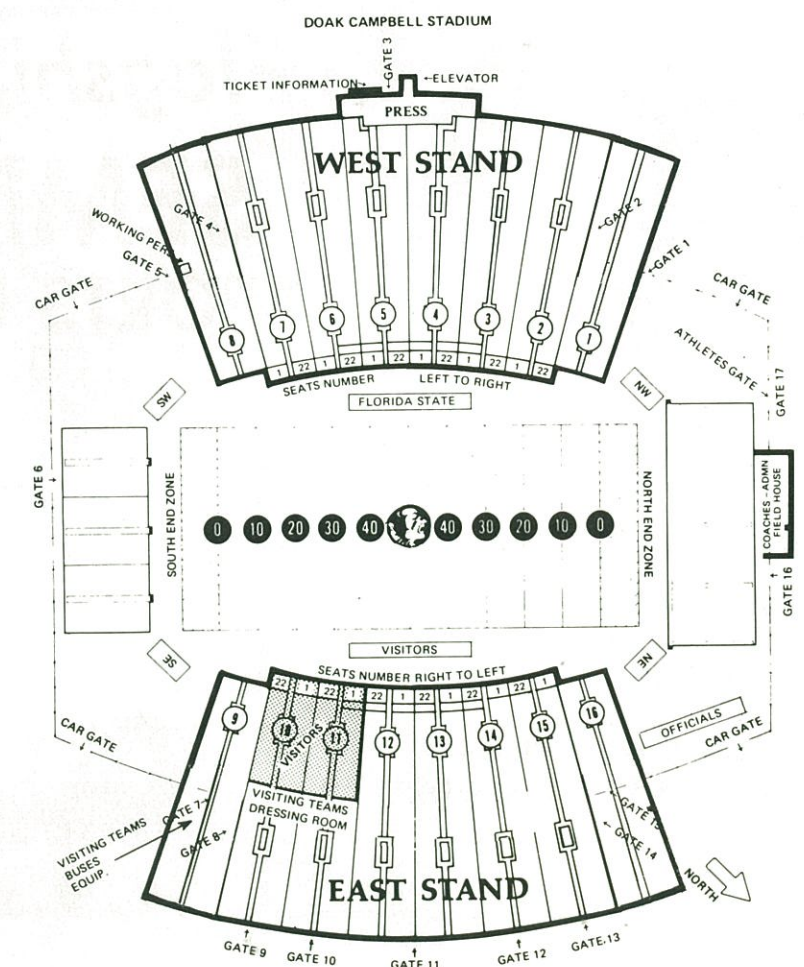 DOAK CAMPBELL STADIUM
GATE 3
TICKET INFORMATION
ELEVATOR
PRESS
WEST STAND
GATE 4
GATE 2
WORKING
GATE 5
GATE 1
CAR GATE
CAR GATE
8
7
6
5
4
3
2
1
1 22 1 22 1 22 1 22 1 22
SEATS NUMBER LEFT TO RIGHT
ATHLETES GATE
GATE 17
SW
FLORIDA STATE
NW
GATE 6
SOUTH END ZONE
0 10 20 30 40 40 30 20 10 0
NORTH END ZONE
COACHES - ADMN
FIELD HOUSE
GATE 16
SE
VISITORS
NE
SEATS NUMBER RIGHT TO LEFT
22 1 22 1 22 1 22 1 22 1
9
10
11
12
13
14
15
16
VISITORS
OFFICIALS
CAR GATE
CAR GATE
VISITING TEAMS
DRESSING ROOM
GATE 7
GATE 8
VISITING TEAMS
BUSES
EQUIP.
GATE 15
GATE 14
NORTH
EAST STAND
GATE 9
GATE 10
GATE 11
GATE 12
GATE 13